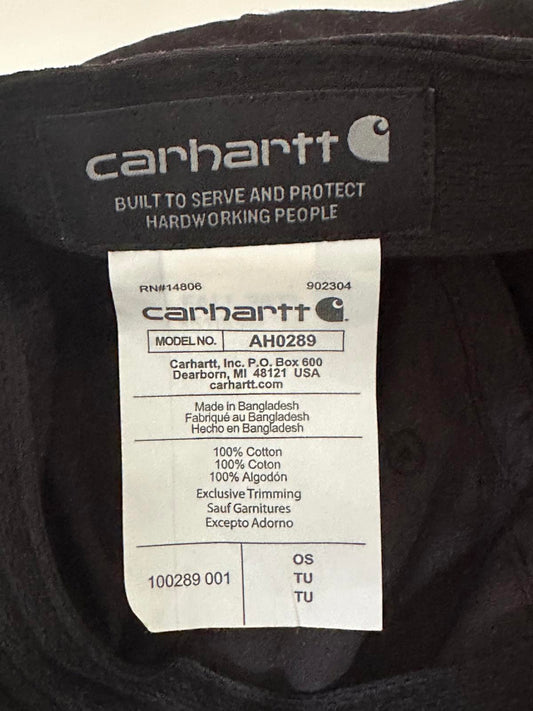 carhartt
BUILT TO SERVE AND PROTECT
HARDWORKING PEOPLE
RN#14806 902304
carhartt.
MODEL NO. AH0289
Carhartt, Inc. P.O. Box 600
Dearborn, MI 48121 USA
carhartt.com
Made in Bangladesh
Fabriqué au Bangladesh
Hecho en Bangladesh
100% Cotton
100% Coton
100% Algodón
Exclusive Trimming
Sauf Garnitures
Excepto Adorno
100289 001
OS
TU
TU